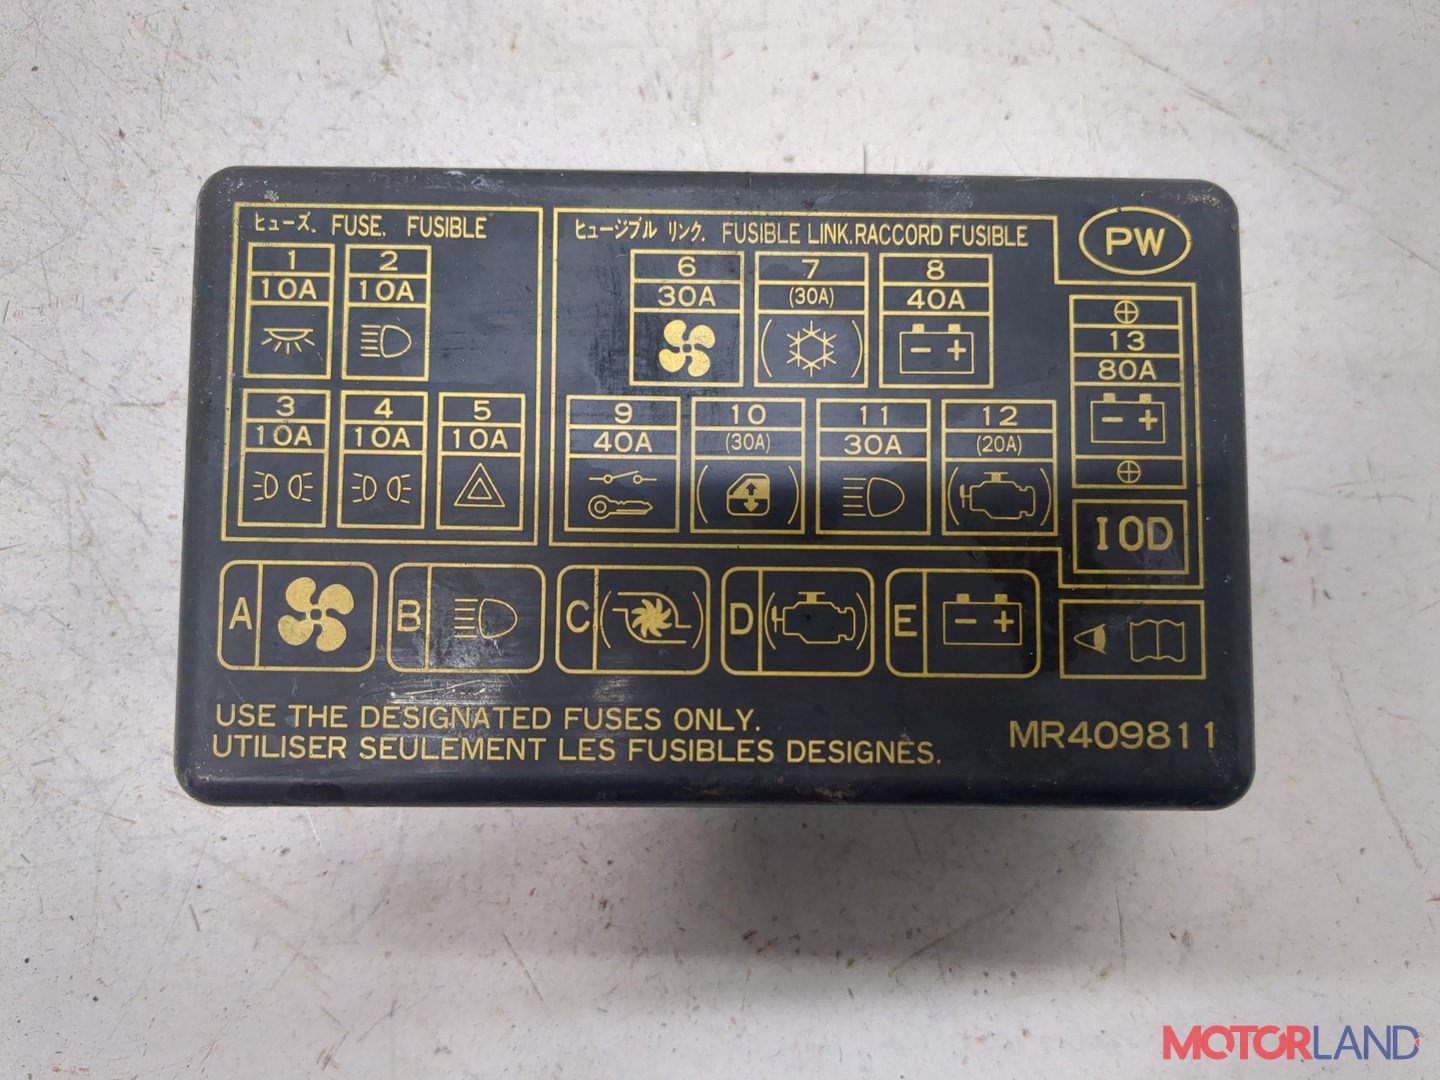 ヒューズ. FUSE. FUSIBLE
1 2
10A 10A
3 4 5
10A 10A 10A
ヒュージブル リンク. FUSIBLE LINK.RACCORD FUSIBLE
6 7 8
30A (30A) 40A
9 10 11 12
40A (30A) 30A (20A)
PW
13
80A
IOD
A B C D E
USE THE DESIGNATED FUSES ONLY.
UTILISER SEULEMENT LES FUSIBLES DESIGNÉS.
MR409811
MOTORLAND